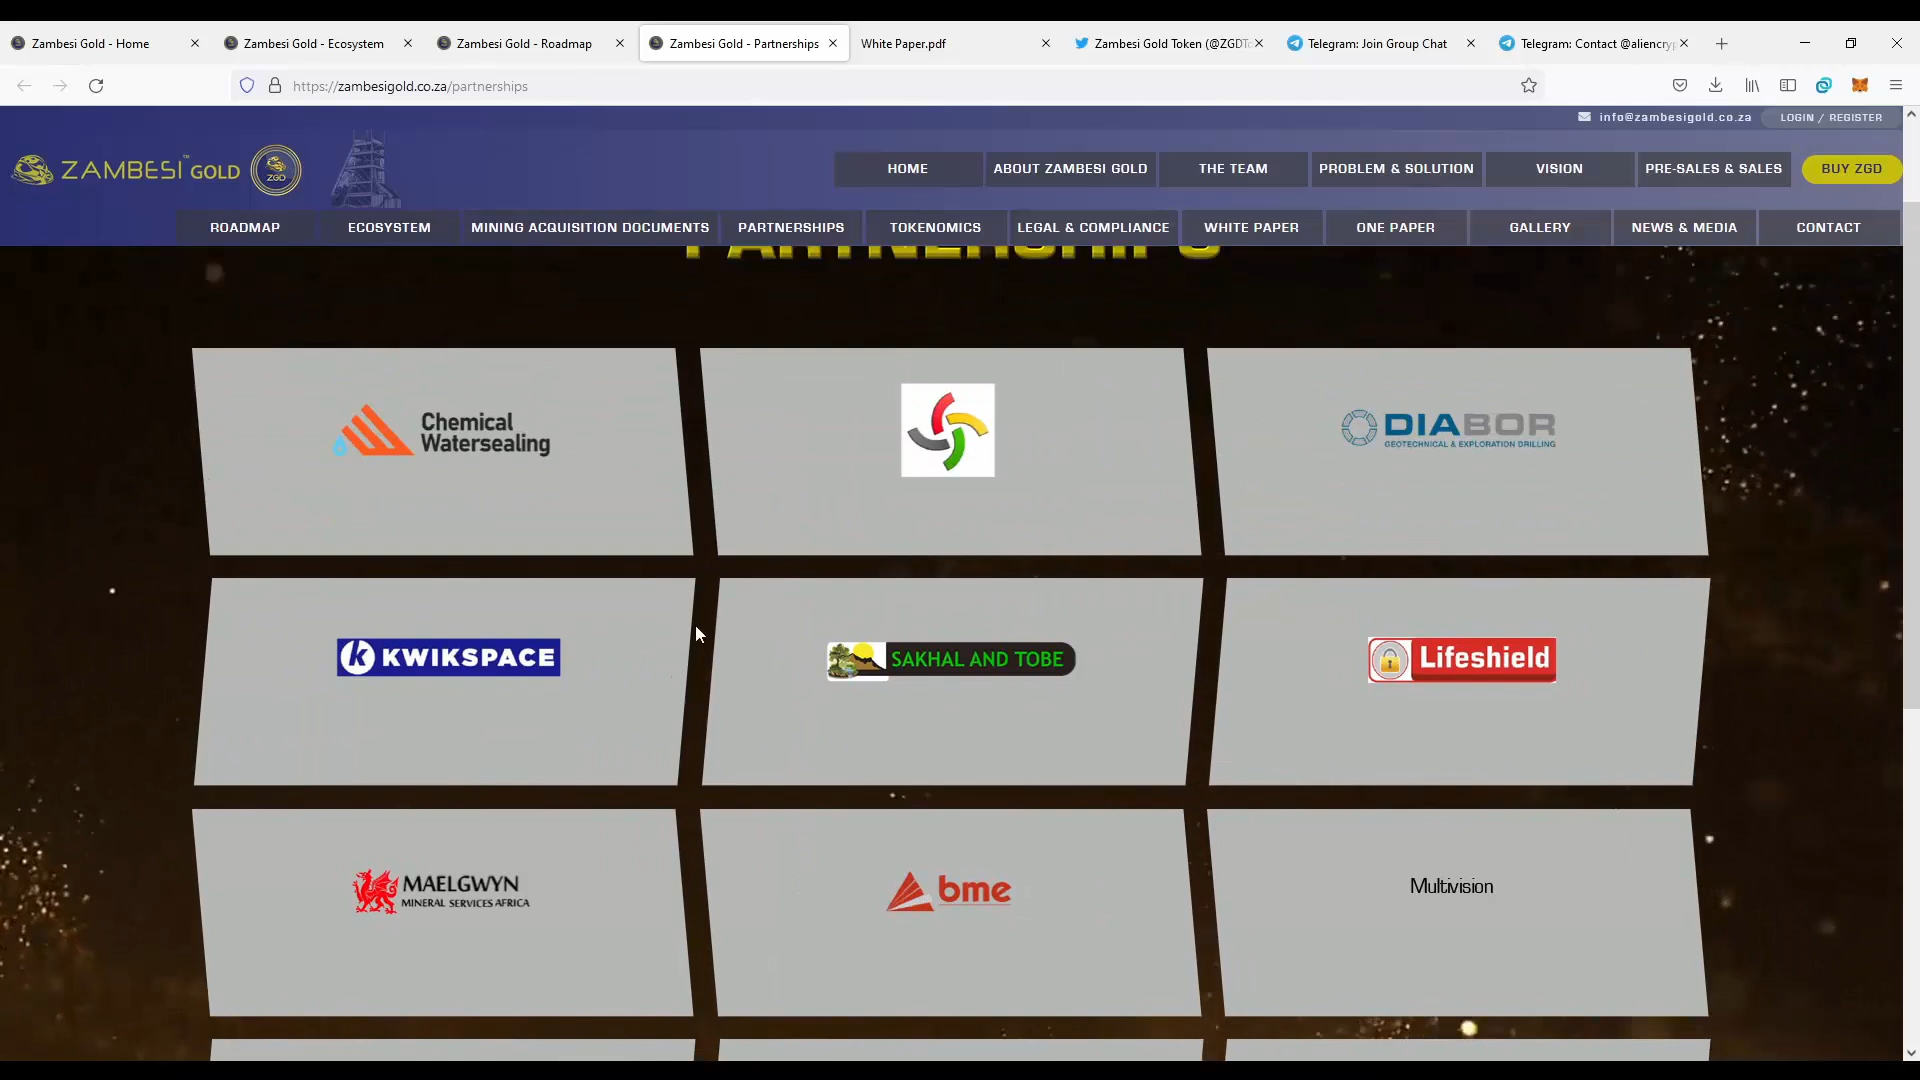 Zambesi Gold - Home
Zambesi Gold - Ecosystem
Zambesi Gold - Roadmap
Zambesi Gold - Partnerships
White Paper.pdf
Zambesi Gold Token (@ZGDTo
Telegram: Join Group Chat
Telegram: Contact @aliencryp
https://zambesigold.co.za/partnerships
info@zambesigold.co.za
LOGIN / REGISTER
ZAMBESI™ GOLD
ZGD
HOME
ABOUT ZAMBESI GOLD
THE TEAM
PROBLEM & SOLUTION
VISION
PRE-SALES & SALES
BUY ZGD
ROADMAP
ECOSYSTEM
MINING ACQUISITION DOCUMENTS
PARTNERSHIPS
TOKENOMICS
LEGAL & COMPLIANCE
WHITE PAPER
ONE PAPER
GALLERY
NEWS & MEDIA
CONTACT
PARTNERSHIPS
Chemical
Watersealing
DIABOR
GEOTECHNICAL & EXPLORATION DRILLING
k KWIKSPACE
SAKHAL AND TOBE
Lifeshield
MAELGWYN
MINERAL SERVICES AFRICA
bme
Multivision